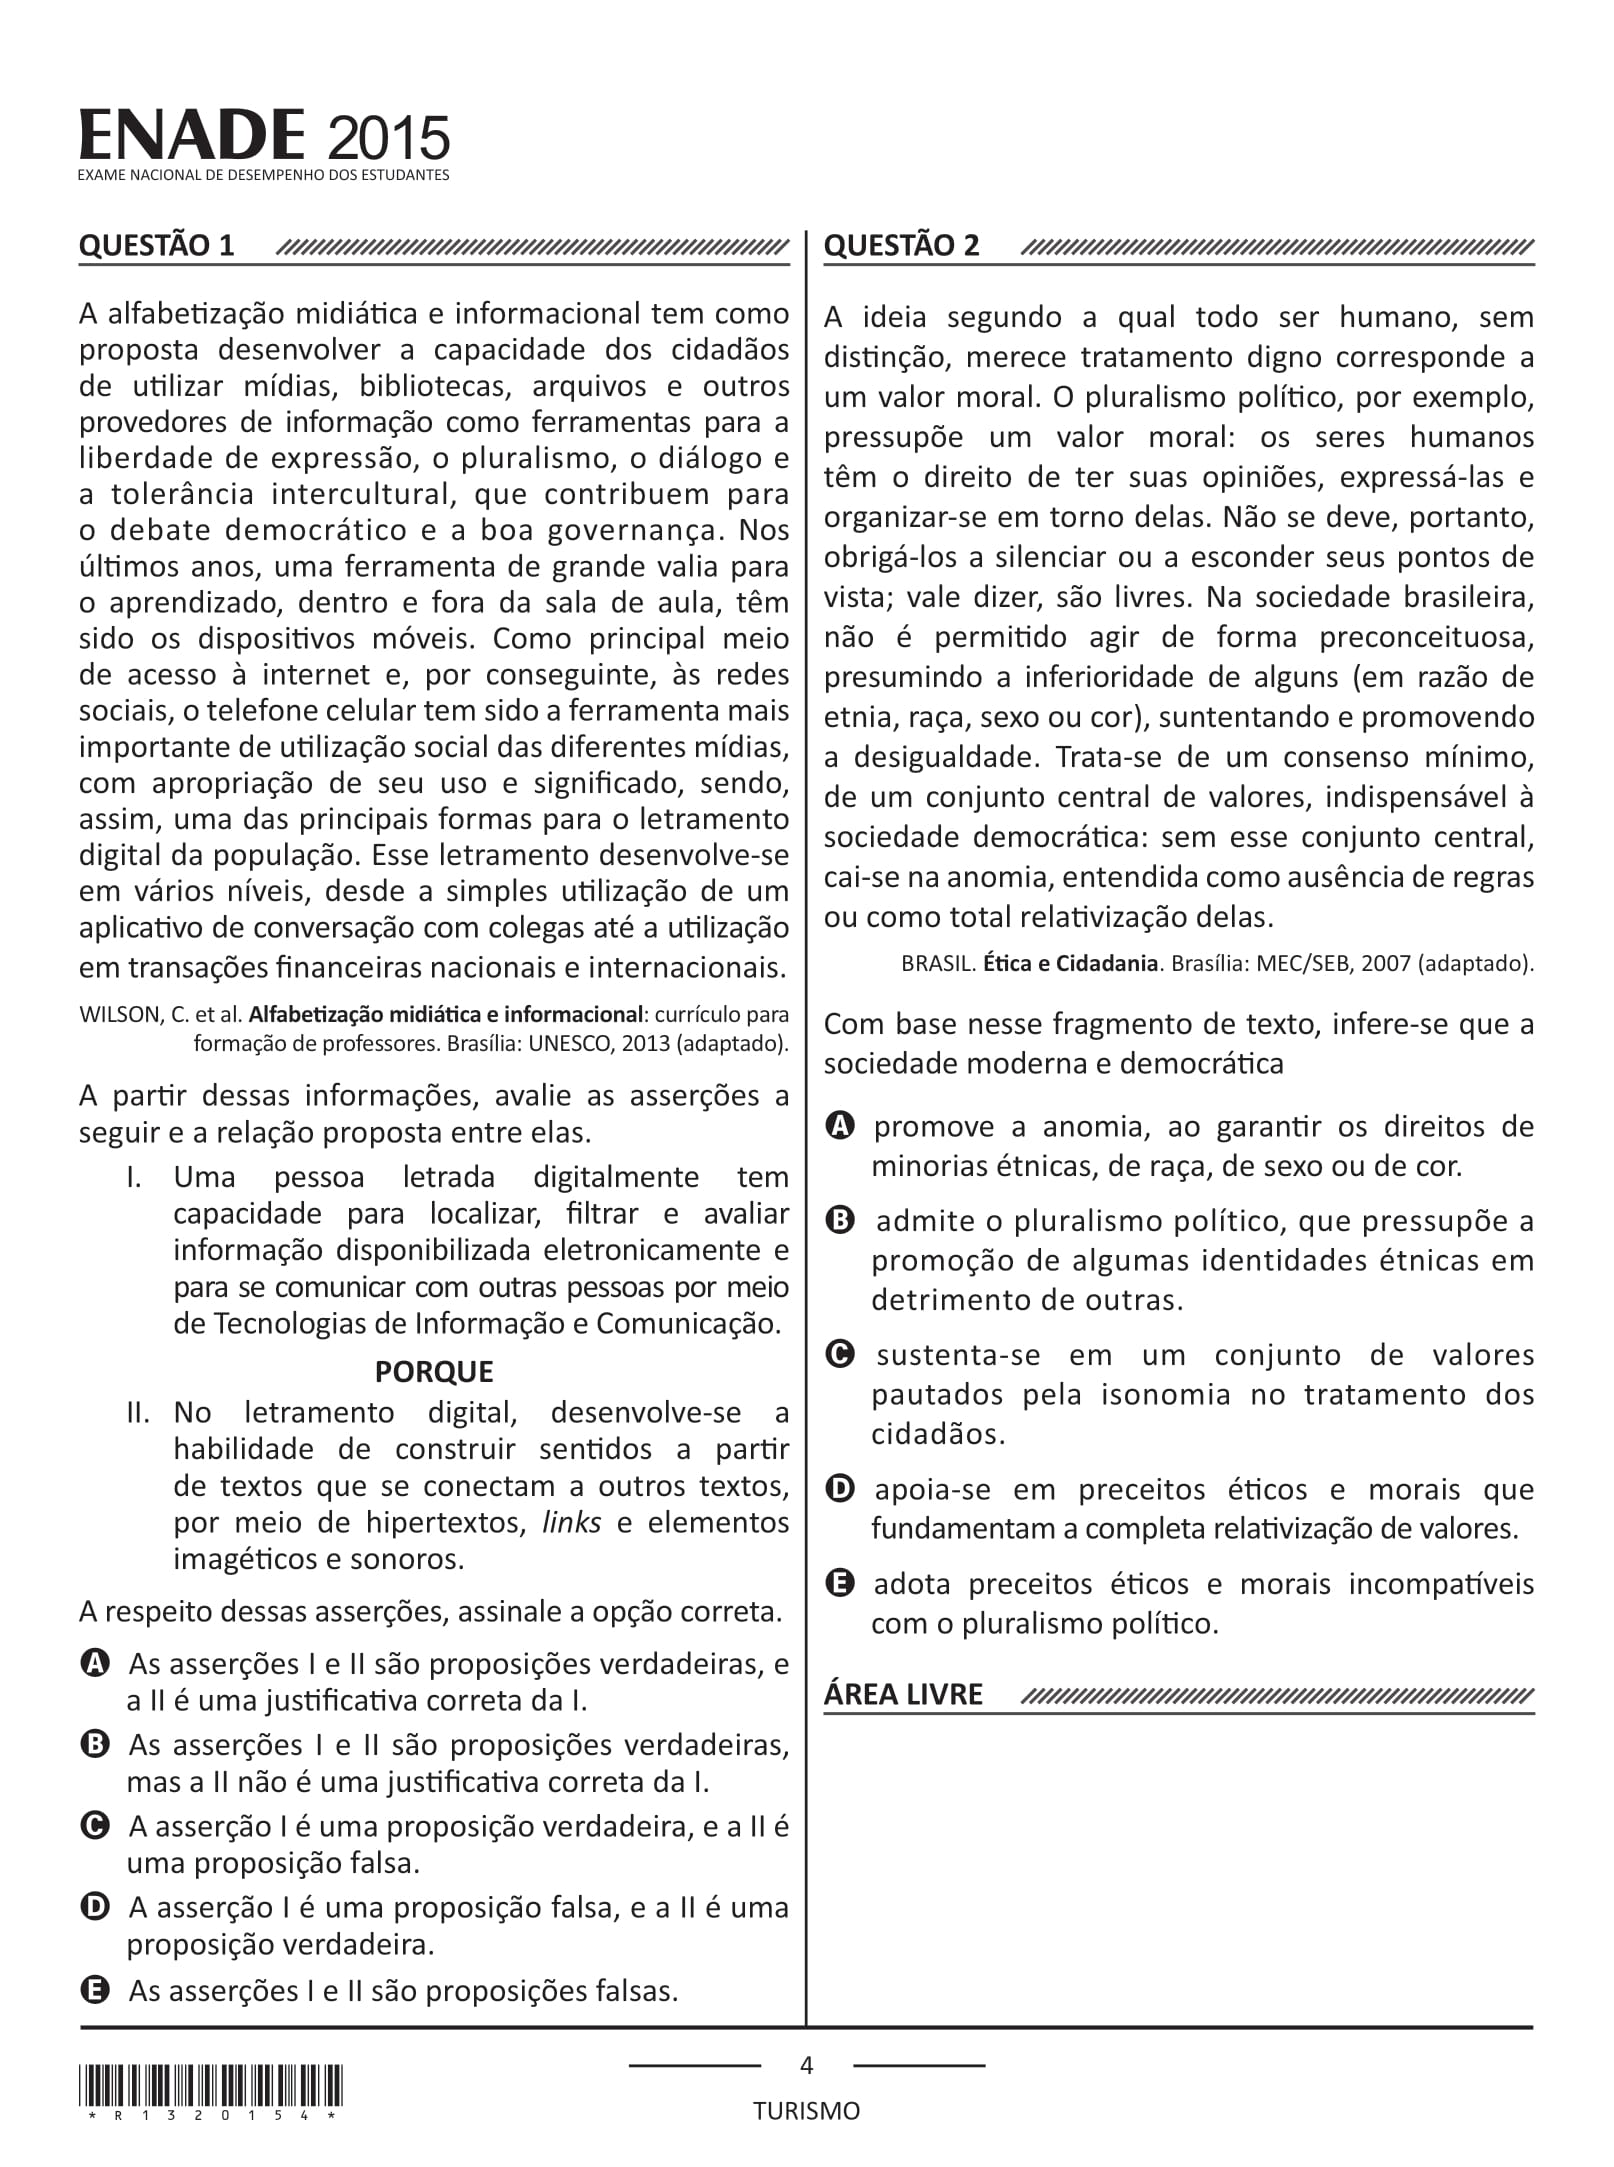 ENADE 2015
EXAME NACIONAL DE DESEMPENHO DOS ESTUDANTES
QUESTÃO 1
A alfabetização midiática e informacional tem como
proposta desenvolver a capacidade dos cidadãos
de utilizar mídias, bibliotecas, arquivos e outros
provedores de informação como ferramentas para a
liberdade de expressão, o pluralismo, o diálogo e
a tolerância intercultural, que contribuem para
o debate democrático e a boa governança. Nos
últimos anos, uma ferramenta de grande valia para
o aprendizado, dentro e fora da sala de aula, têm
sido os dispositivos móveis. Como principal meio
de acesso à internet e, por conseguinte, às redes
sociais, o telefone celular tem sido a ferramenta mais
importante de utilização social das diferentes mídias,
com apropriação de seu uso e significado, sendo,
assim, uma das principais formas para o letramento
digital da população. Esse letramento desenvolve-se
em vários níveis, desde a simples utilização de um
aplicativo de conversação com colegas até a utilização
em transações financeiras nacionais e internacionais.
WILSON, C. et al. Alfabetização midiática e informacional: currículo para
formação de professores. Brasília: UNESCO, 2013 (adaptado).
A partir dessas informações, avalie as asserções a
seguir e a relação proposta entre elas.
I. Uma pessoa letrada digitalmente tem
capacidade para localizar, filtrar e avaliar
informação disponibilizada eletronicamente e
para se comunicar com outras pessoas por meio
de Tecnologias de Informação e Comunicação.
PORQUE
II. No letramento digital, desenvolve-se a
habilidade de construir sentidos a partir
de textos que se conectam a outros textos,
por meio de hipertextos, links e elementos
imagéticos e sonoros.
A respeito dessas asserções, assinale a opção correta.
A As asserções I e II são proposições verdadeiras, e
a II é uma justificativa correta da I.
B As asserções I e II são proposições verdadeiras,
mas a II não é uma justificativa correta da I.
C A asserção I é uma proposição verdadeira, e a II é
uma proposição falsa.
D A asserção I é uma proposição falsa, e a II é uma
proposição verdadeira.
E As asserções I e II são proposições falsas.
QUESTÃO 2
A ideia segundo a qual todo ser humano, sem
distinção, merece tratamento digno corresponde a
um valor moral. O pluralismo político, por exemplo,
pressupõe um valor moral: os seres humanos
têm o direito de ter suas opiniões, expressá-las e
organizar-se em torno delas. Não se deve, portanto,
obrigá-los a silenciar ou a esconder seus pontos de
vista; vale dizer, são livres. Na sociedade brasileira,
não é permitido agir de forma preconceituosa,
presumindo a inferioridade de alguns (em razão de
etnia, raça, sexo ou cor), suntentando e promovendo
a desigualdade. Trata-se de um consenso mínimo,
de um conjunto central de valores, indispensável à
sociedade democrática: sem esse conjunto central,
cai-se na anomia, entendida como ausência de regras
ou como total relativização delas.
BRASIL. Ética e Cidadania. Brasília: MEC/SEB, 2007 (adaptado).
Com base nesse fragmento de texto, infere-se que a
sociedade moderna e democrática
A promove a anomia, ao garantir os direitos de
minorias étnicas, de raça, de sexo ou de cor.
B admite o pluralismo político, que pressupõe a
promoção de algumas identidades étnicas em
detrimento de outras.
C sustenta-se em um conjunto de valores
pautados pela isonomia no tratamento dos
cidadãos.
D apoia-se em preceitos éticos e morais que
fundamentam a completa relativização de valores.
E adota preceitos éticos e morais incompatíveis
com o pluralismo político.
ÁREA LIVRE
*R1320154*
4
TURISMO